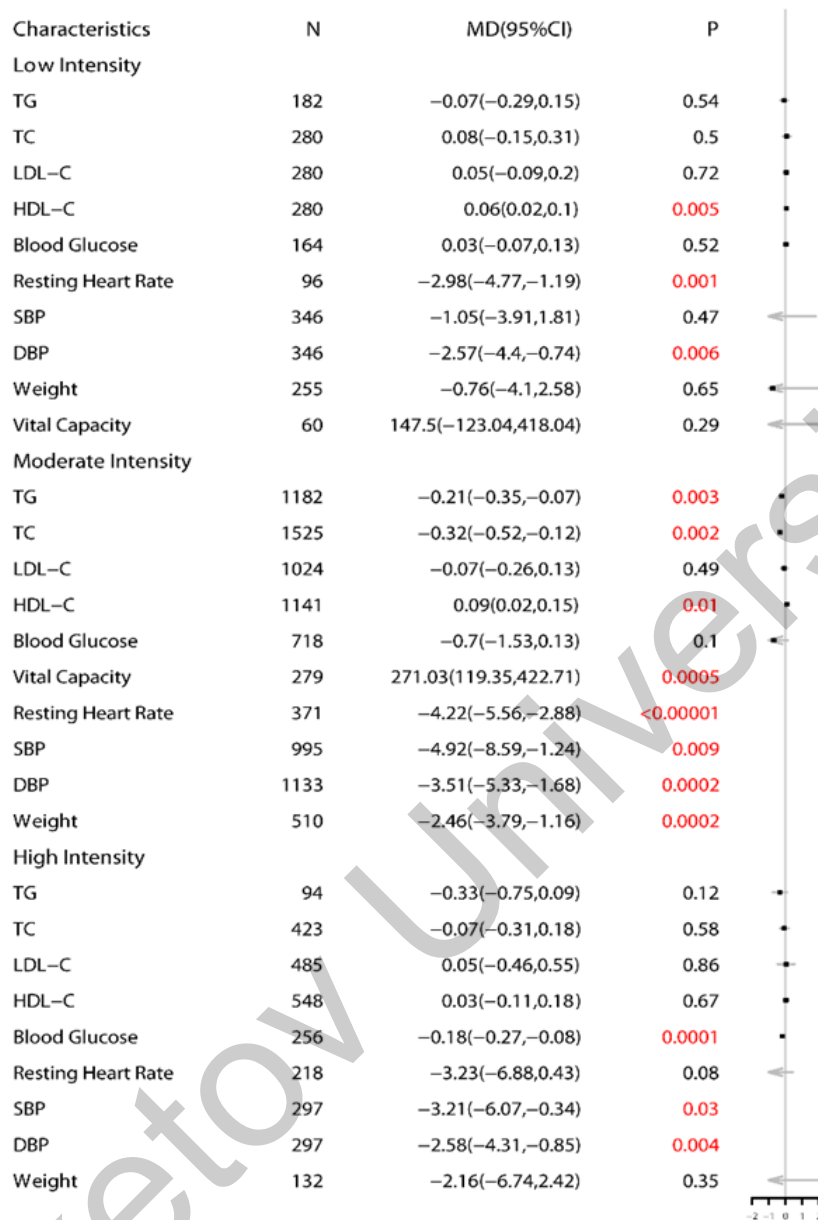 Characteristics N MD(95%CI) P
Low Intensity
TG 182 −0.07(−0.29,0.15) 0.54
TC 280 0.08(−0.15,0.31) 0.5
LDL−C 280 0.05(−0.09,0.2) 0.72
HDL−C 280 0.06(0.02,0.1) 0.005
Blood Glucose 164 0.03(−0.07,0.13) 0.52
Resting Heart Rate 96 −2.98(−4.77,−1.19) 0.001
SBP 346 −1.05(−3.91,1.81) 0.47
DBP 346 −2.57(−4.4,−0.74) 0.006
Weight 255 −0.76(−4.1,2.58) 0.65
Vital Capacity 60 147.5(−123.04,418.04) 0.29
Moderate Intensity
TG 1182 −0.21(−0.35,−0.07) 0.003
TC 1525 −0.32(−0.52,−0.12) 0.002
LDL−C 1024 −0.07(−0.26,0.13) 0.49
HDL−C 1141 0.09(0.02,0.15) 0.01
Blood Glucose 718 −0.7(−1.53,0.13) 0.1
Vital Capacity 279 271.03(119.35,422.71) 0.0005
Resting Heart Rate 371 −4.22(−5.56,−2.88) <0.00001
SBP 995 −4.92(−8.59,−1.24) 0.009
DBP 1133 −3.51(−5.33,−1.68) 0.0002
Weight 510 −2.46(−3.79,−1.16) 0.0002
High Intensity
TG 94 −0.33(−0.75,0.09) 0.12
TC 423 −0.07(−0.31,0.18) 0.58
LDL−C 485 0.05(−0.46,0.55) 0.86
HDL−C 548 0.03(−0.11,0.18) 0.67
Blood Glucose 256 −0.18(−0.27,−0.08) 0.0001
Resting Heart Rate 218 −3.23(−6.88,0.43) 0.08
SBP 297 −3.21(−6.07,−0.34) 0.03
DBP 297 −2.58(−4.31,−0.85) 0.004
Weight 132 −2.16(−6.74,2.42) 0.35
−2 −1 0 1 2
etov Univers